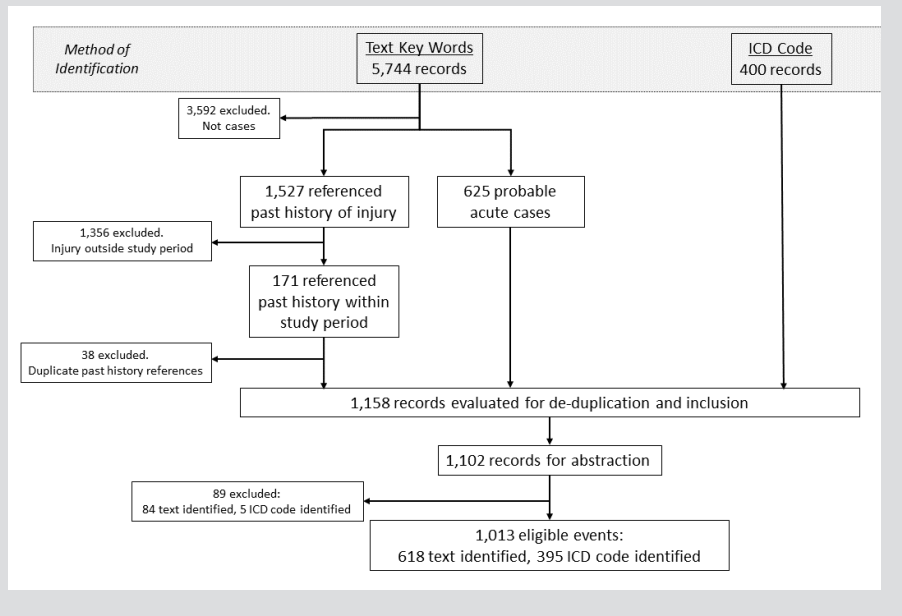 Method of
Identification
Text Key Words
5,744 records
ICD Code
400 records
3,592 excluded.
Not cases
1,527 referenced
past history of injury
625 probable
acute cases
1,356 excluded.
Injury outside study period
171 referenced
past history within
study period
38 excluded.
Duplicate past history references
1,158 records evaluated for de-duplication and inclusion
1,102 records for abstraction
89 excluded:
84 text identified, 5 ICD code identified
1,013 eligible events:
618 text identified, 395 ICD code identified